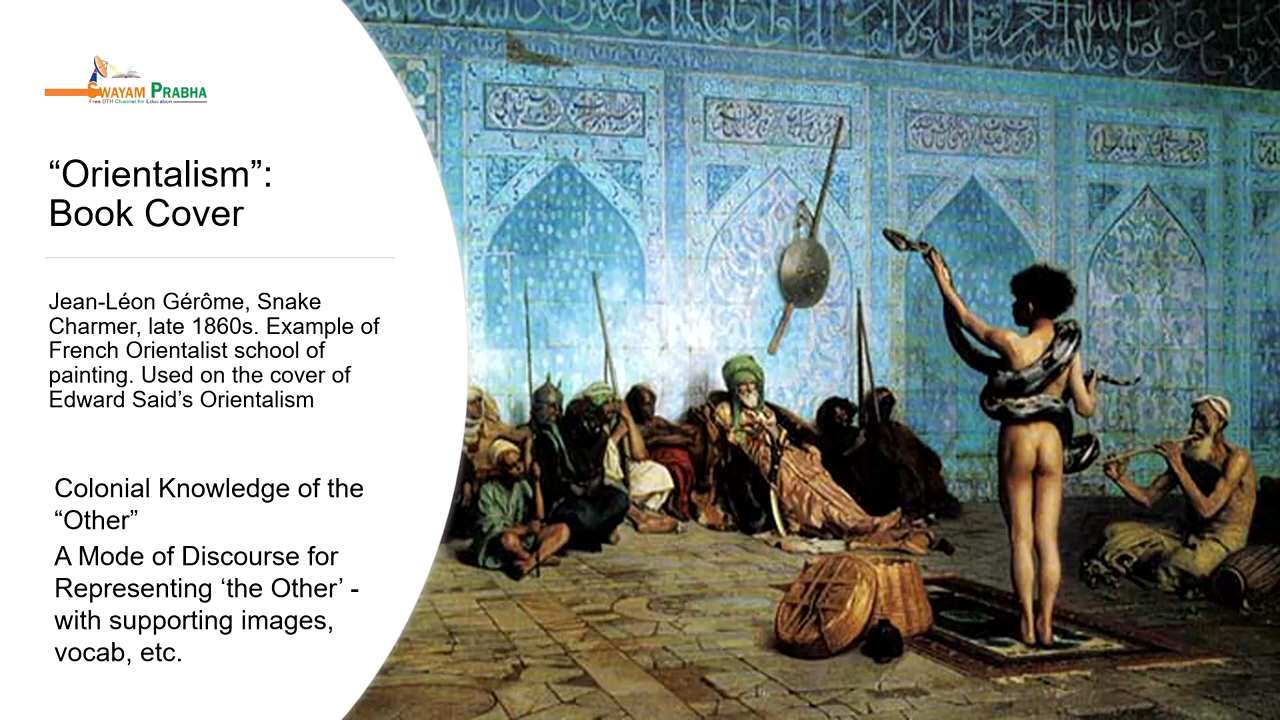 SWAYAM PRABHA
Free DTH Channel for Education
“Orientalism”:
Book Cover
Jean-Léon Gérôme, Snake
Charmer, late 1860s. Example of
French Orientalist school of
painting. Used on the cover of
Edward Said’s Orientalism
Colonial Knowledge of the
“Other”
A Mode of Discourse for
Representing ‘the Other’ -
with supporting images,
vocab, etc.